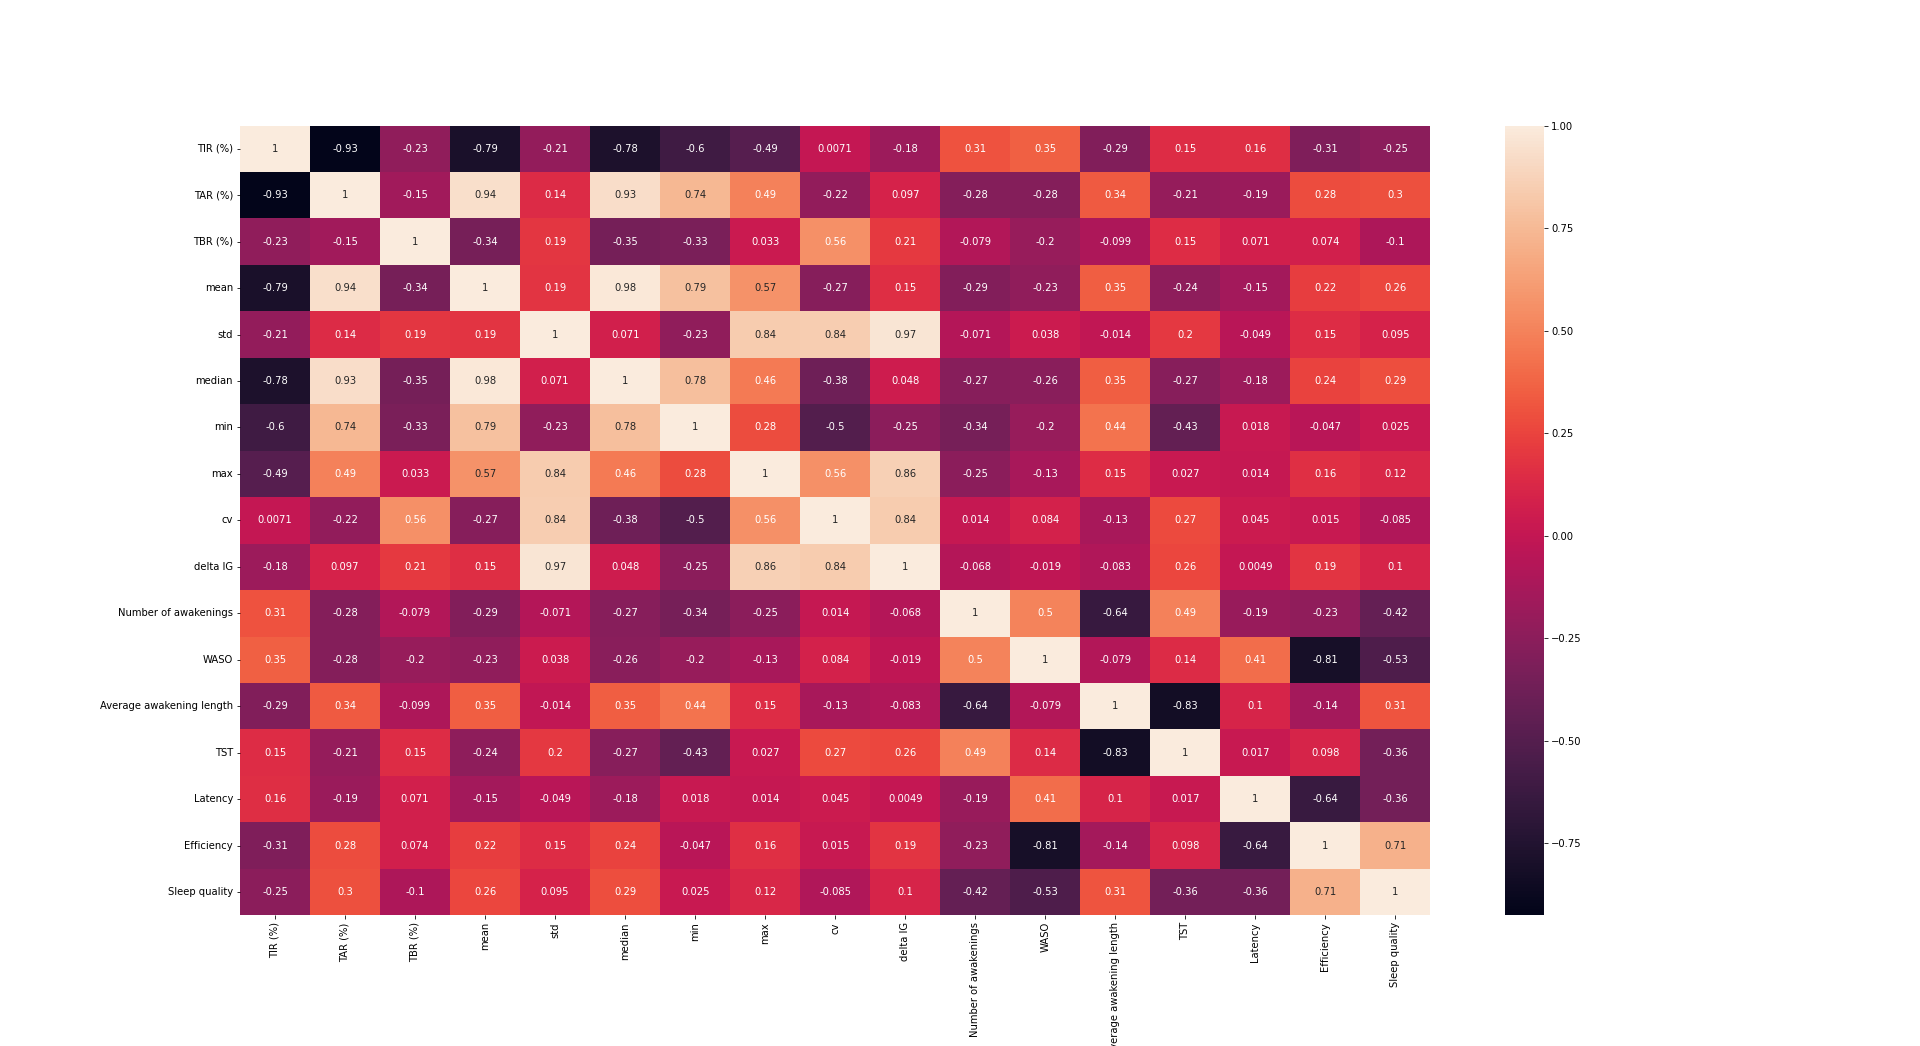 TIR (%) 1 -0.93 -0.23 -0.79 -0.21 -0.78 -0.6 -0.49 0.0071 -0.18 0.31 0.35 -0.29 0.15 0.16 -0.31 -0.25
TAR (%) -0.93 1 -0.15 0.94 0.14 0.93 0.74 0.49 -0.22 0.097 -0.28 -0.28 0.34 -0.21 -0.19 0.28 0.3
TBR (%) -0.23 -0.15 1 -0.34 0.19 -0.35 -0.33 0.033 0.56 0.21 -0.079 -0.2 -0.099 0.15 0.071 0.074 -0.1
mean -0.79 0.94 -0.34 1 0.19 0.98 0.79 0.57 -0.27 0.15 -0.29 -0.23 0.35 -0.24 -0.15 0.22 0.26
std -0.21 0.14 0.19 0.19 1 0.071 -0.23 0.84 0.84 0.97 -0.071 0.038 -0.014 0.2 -0.049 0.15 0.095
median -0.78 0.93 -0.35 0.98 0.071 1 0.78 0.46 -0.38 0.048 -0.27 -0.26 0.35 -0.27 -0.18 0.24 0.29
min -0.6 0.74 -0.33 0.79 -0.23 0.78 1 0.28 -0.5 -0.25 -0.34 -0.2 0.44 -0.43 0.018 -0.047 0.025
max -0.49 0.49 0.033 0.57 0.84 0.46 0.28 1 0.56 0.86 -0.25 -0.13 0.15 0.027 0.014 0.16 0.12
cv 0.0071 -0.22 0.56 -0.27 0.84 -0.38 -0.5 0.56 1 0.84 0.014 0.084 -0.13 0.27 0.045 0.015 -0.085
delta IG -0.18 0.097 0.21 0.15 0.97 0.048 -0.25 0.86 0.84 1 -0.068 -0.019 -0.083 0.26 0.0049 0.19 0.1
Number of awakenings 0.31 -0.28 -0.079 -0.29 -0.071 -0.27 -0.34 -0.25 0.014 -0.068 1 0.5 -0.64 0.49 -0.19 -0.23 -0.42
WASO 0.35 -0.28 -0.2 -0.23 0.038 -0.26 -0.2 -0.13 0.084 -0.019 0.5 1 -0.079 0.14 0.41 -0.81 -0.53
Average awakening length -0.29 0.34 -0.099 0.35 -0.014 0.35 0.44 0.15 -0.13 -0.083 -0.64 -0.079 1 -0.83 0.1 -0.14 0.31
TST 0.15 -0.21 0.15 -0.24 0.2 -0.27 -0.43 0.027 0.27 0.26 0.49 0.14 -0.83 1 0.017 0.098 -0.36
Latency 0.16 -0.19 0.071 -0.15 -0.049 -0.18 0.018 0.014 0.045 0.0049 -0.19 0.41 0.1 0.017 1 -0.64 -0.36
Efficiency -0.31 0.28 0.074 0.22 0.15 0.24 -0.047 0.16 0.015 0.19 -0.23 -0.81 -0.14 0.098 -0.64 1 0.71
Sleep quality -0.25 0.3 -0.1 0.26 0.095 0.29 0.025 0.12 -0.085 0.1 -0.42 -0.53 0.31 -0.36 -0.36 0.71 1
TIR (%)
TAR (%)
TBR (%)
mean
std
median
min
max
cv
delta IG
Number of awakenings
WASO
verage awakening length
TST
Latency
Efficiency
Sleep quality
1.00
0.75
0.50
0.25
0.00
−0.25
−0.50
−0.75